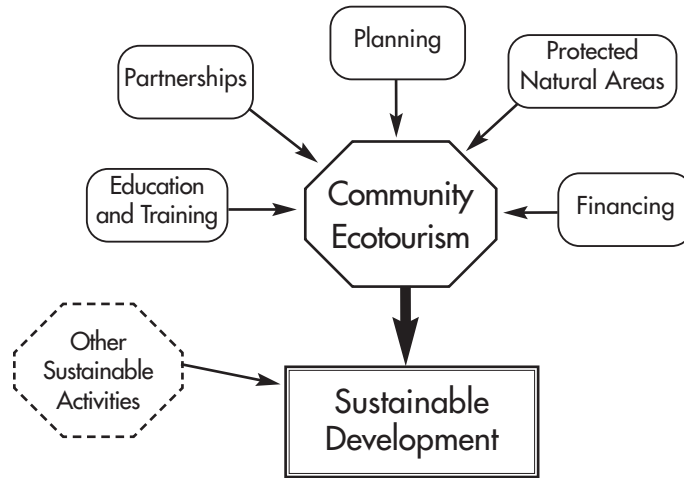 Planning
Partnerships
Protected
Natural Areas
Education
and Training
Community
Ecotourism
Financing
Other
Sustainable
Activities
Sustainable
Development